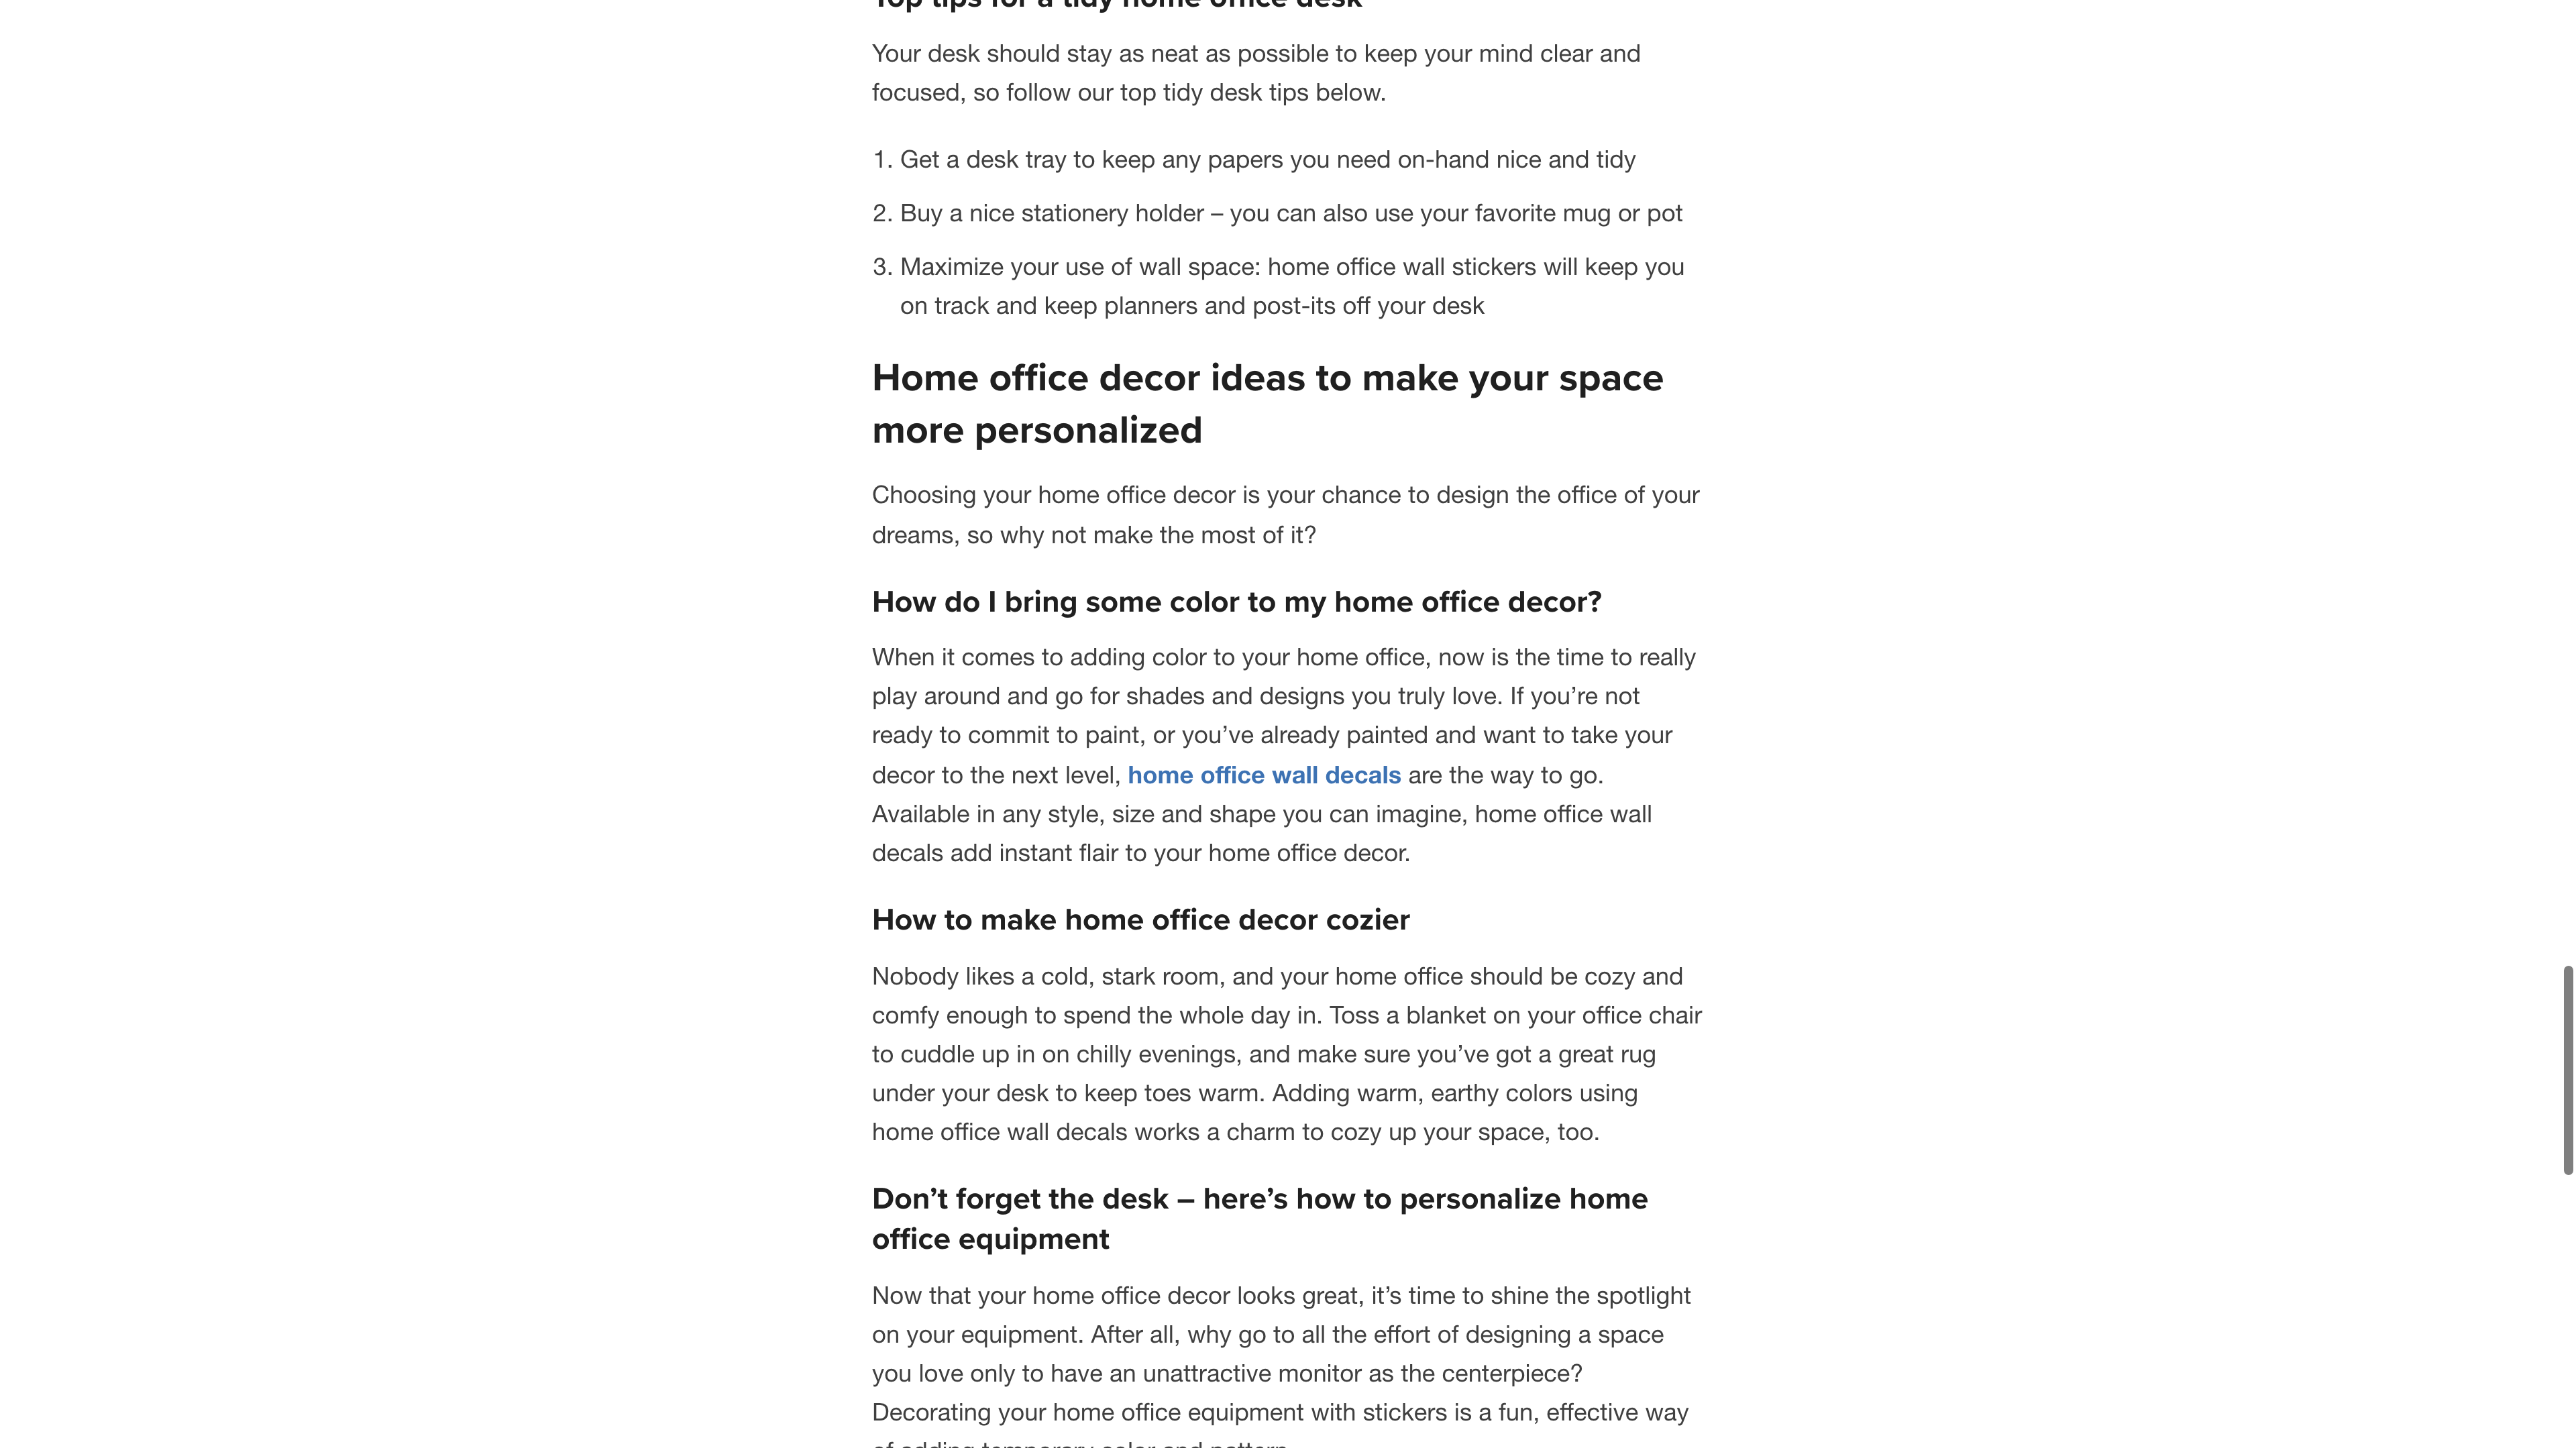 Top tips for a tidy home office desk
Your desk should stay as neat as possible to keep your mind clear and
focused, so follow our top tidy desk tips below.
1. Get a desk tray to keep any papers you need on-hand nice and tidy
2. Buy a nice stationery holder – you can also use your favorite mug or pot
3. Maximize your use of wall space: home office wall stickers will keep you
on track and keep planners and post-its off your desk
Home office decor ideas to make your space
more personalized
Choosing your home office decor is your chance to design the office of your
dreams, so why not make the most of it?
How do I bring some color to my home office decor?
When it comes to adding color to your home office, now is the time to really
play around and go for shades and designs you truly love. If you’re not
ready to commit to paint, or you’ve already painted and want to take your
decor to the next level, home office wall decals are the way to go.
Available in any style, size and shape you can imagine, home office wall
decals add instant flair to your home office decor.
How to make home office decor cozier
Nobody likes a cold, stark room, and your home office should be cozy and
comfy enough to spend the whole day in. Toss a blanket on your office chair
to cuddle up in on chilly evenings, and make sure you’ve got a great rug
under your desk to keep toes warm. Adding warm, earthy colors using
home office wall decals works a charm to cozy up your space, too.
Don’t forget the desk – here’s how to personalize home
office equipment
Now that your home office decor looks great, it’s time to shine the spotlight
on your equipment. After all, why go to all the effort of designing a space
you love only to have an unattractive monitor as the centerpiece?
Decorating your home office equipment with stickers is a fun, effective way
of adding temporary color and pattern